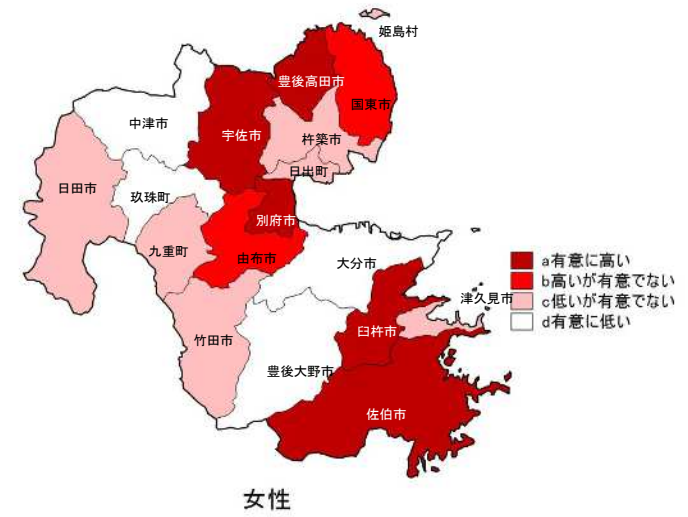 姫島村
豊後高田市
国東市
中津市
宇佐市
杵築市
日出町
日田市
玖珠町
別府市
九重町
由布市
大分市
a有意に高い
b高いが有意でない
c低いが有意でない
d有意に低い
津久見市
竹田市
臼杵市
豊後大野市
佐伯市
女性